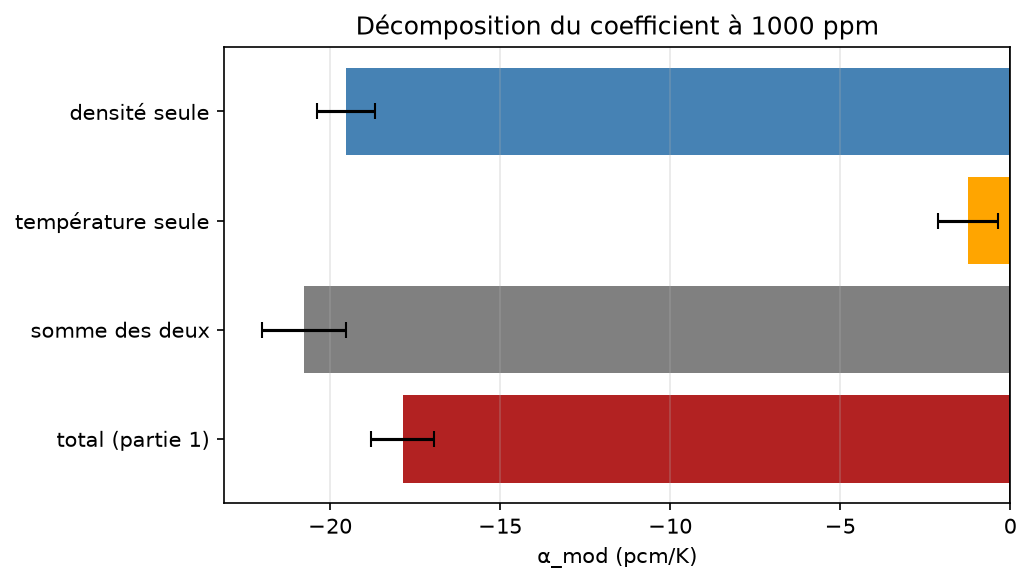 Décomposition du coefficient à 1000 ppm
densité seule
température seule
somme des deux
total (partie 1)
−20 −15 −10 −5 0
α_mod (pcm/K)